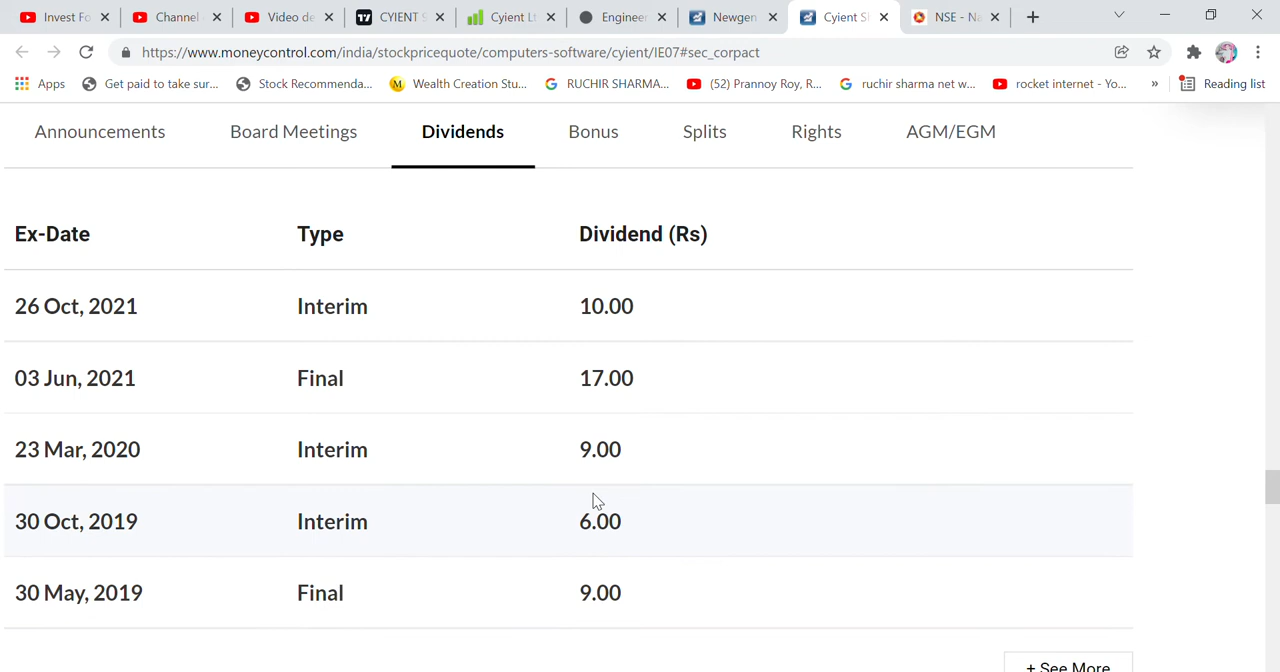 Invest Fo
Channel
Video de
CYIENT S
Cyient Lt
Engineer
Newgen
Cyient S
NSE - Na
https://www.moneycontrol.com/india/stockpricequote/computers-software/cyient/IE07#sec_corpact
Apps
Get paid to take sur...
Stock Recommenda...
Wealth Creation Stu...
RUCHIR SHARMA...
(52) Prannoy Roy, R...
ruchir sharma net w...
rocket internet - Yo...
»
Reading list
Announcements Board Meetings Dividends Bonus Splits Rights AGM/EGM
Ex-Date Type Dividend (Rs)
26 Oct, 2021 Interim 10.00
03 Jun, 2021 Final 17.00
23 Mar, 2020 Interim 9.00
30 Oct, 2019 Interim 6.00
30 May, 2019 Final 9.00
+ See More